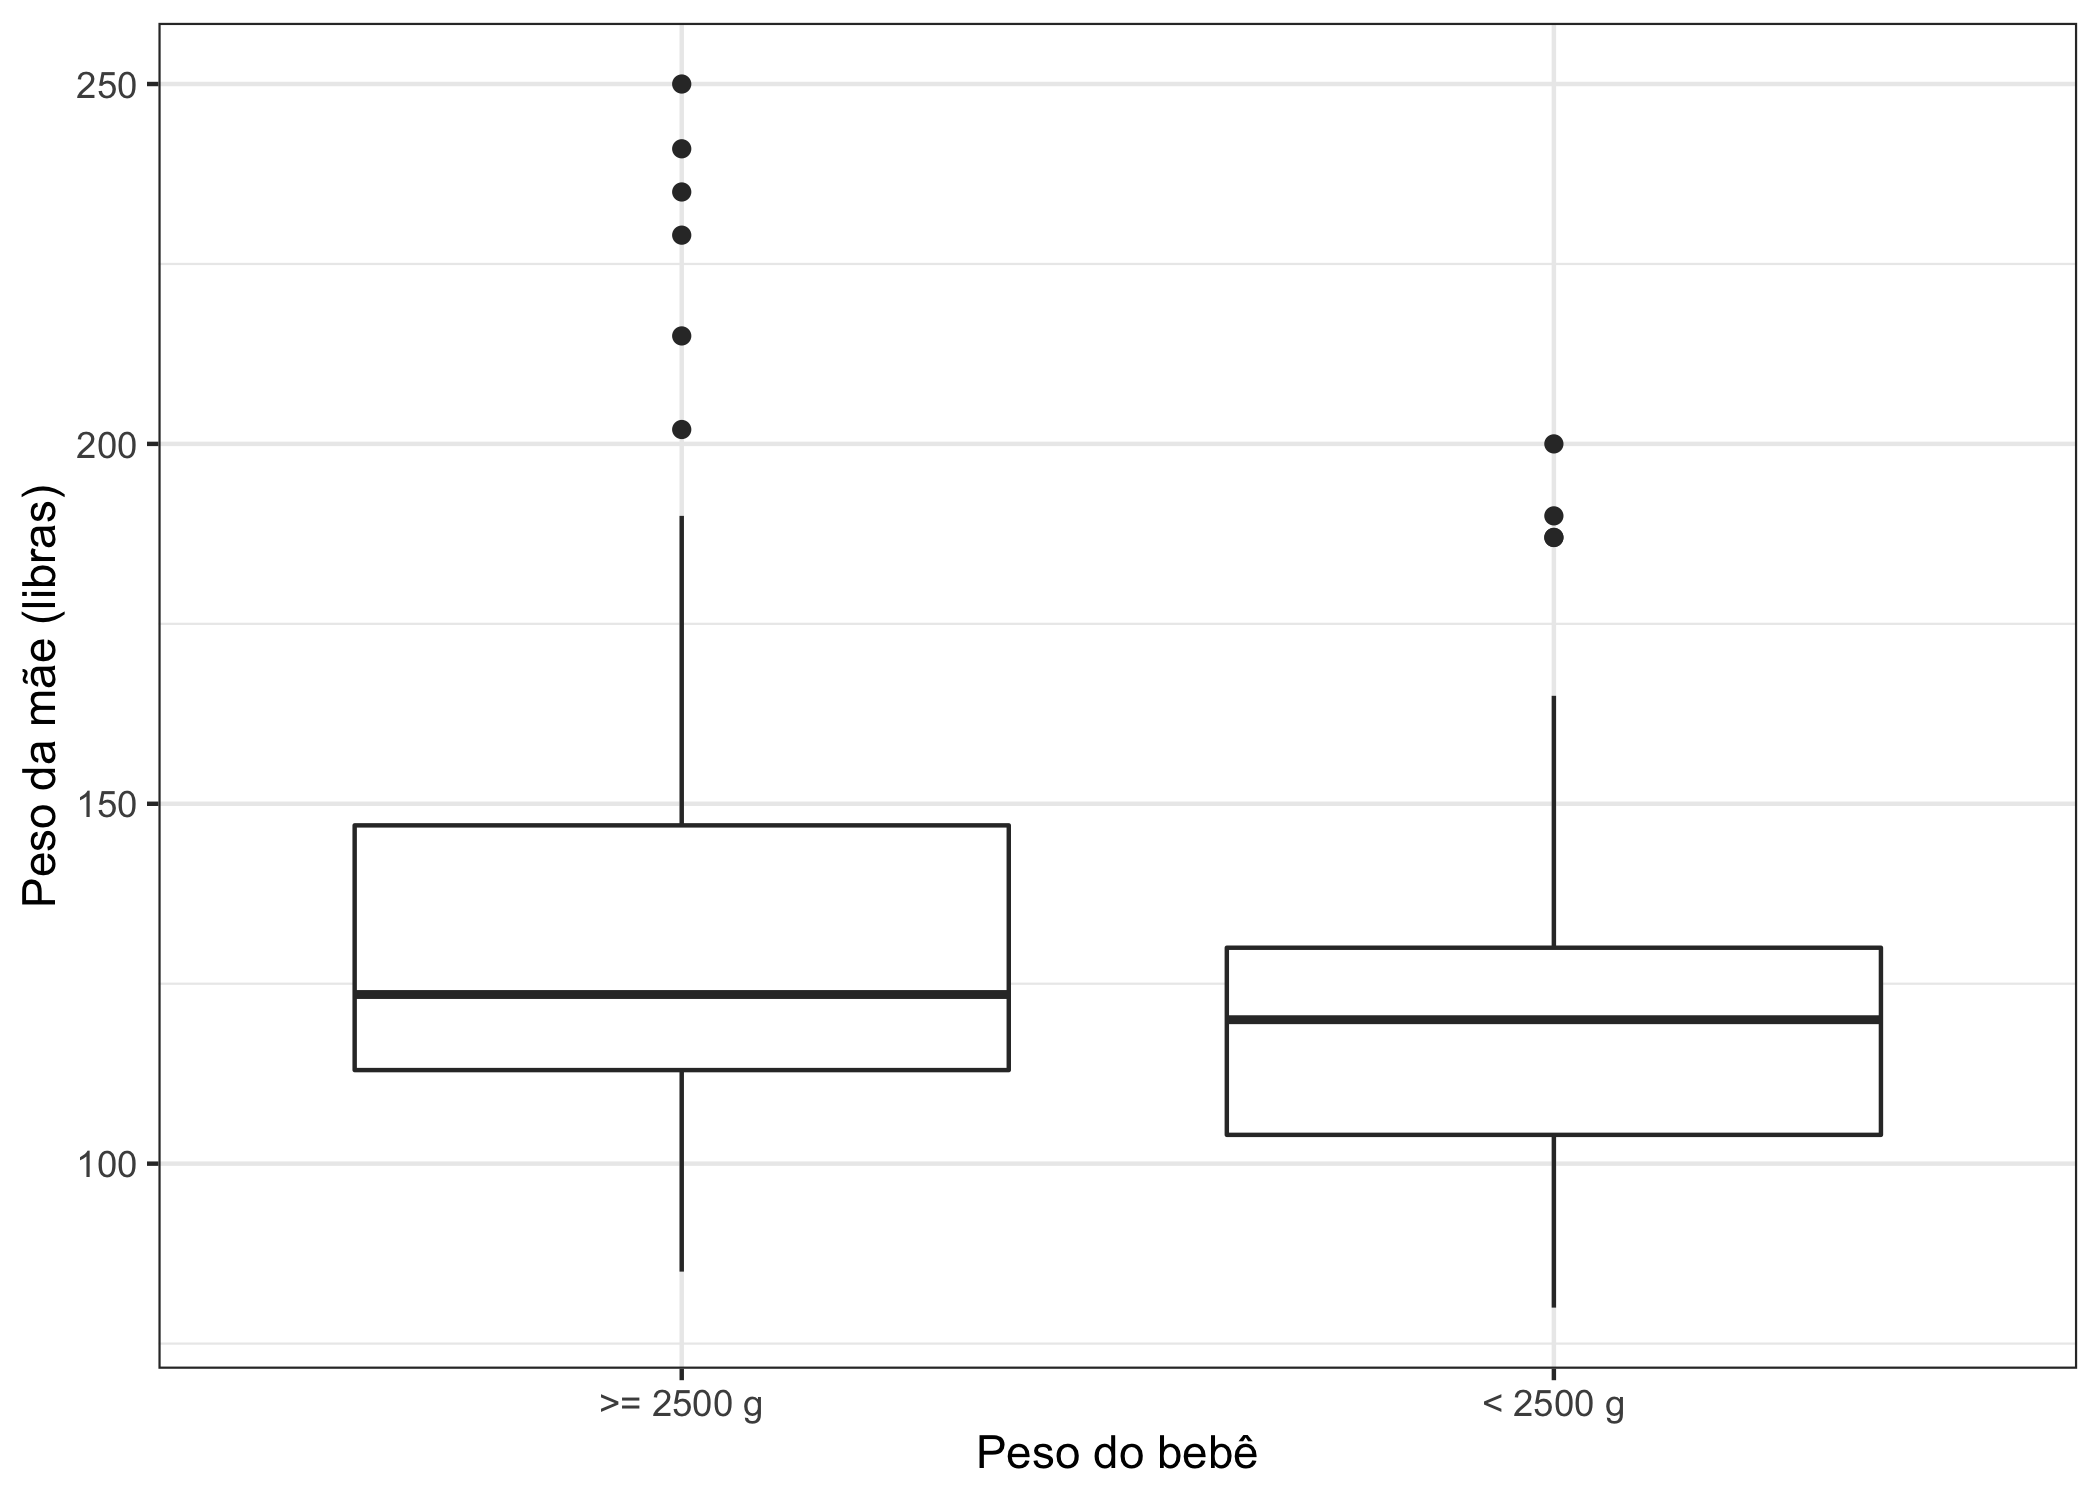 250
200
150
100
Peso da mãe (libras)
>= 2500 g
< 2500 g
Peso do bebê